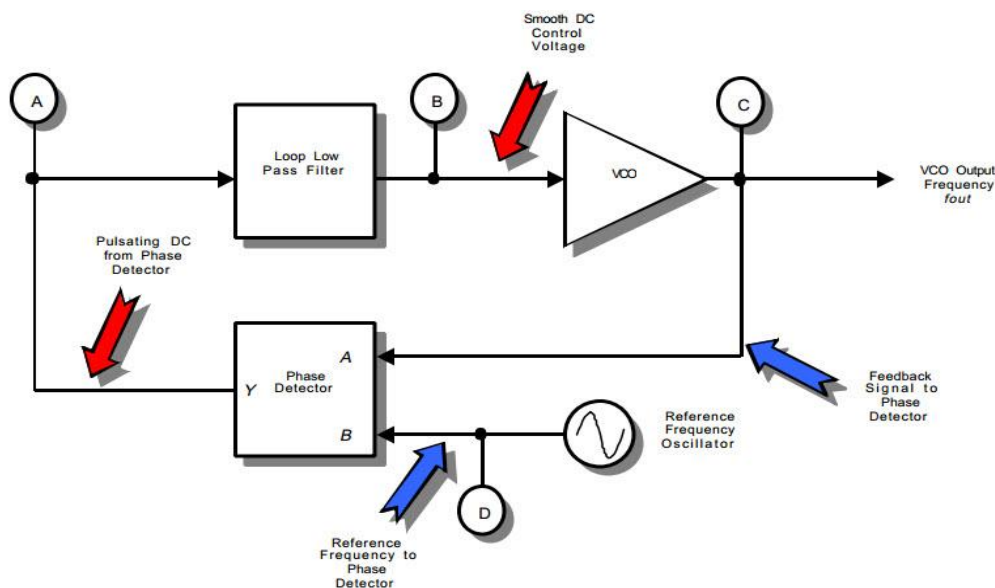 Smooth DC
Control
Voltage
A
B
C
Loop Low
Pass Filter
VCO
VCO Output
Frequency
fout
Pulsating DC
from Phase
Detector
Phase
Detector
Y
A
B
Reference
Frequency
Oscillator
Feedback
Signal to
Phase
Detector
D
Reference
Frequency to
Phase
Detector